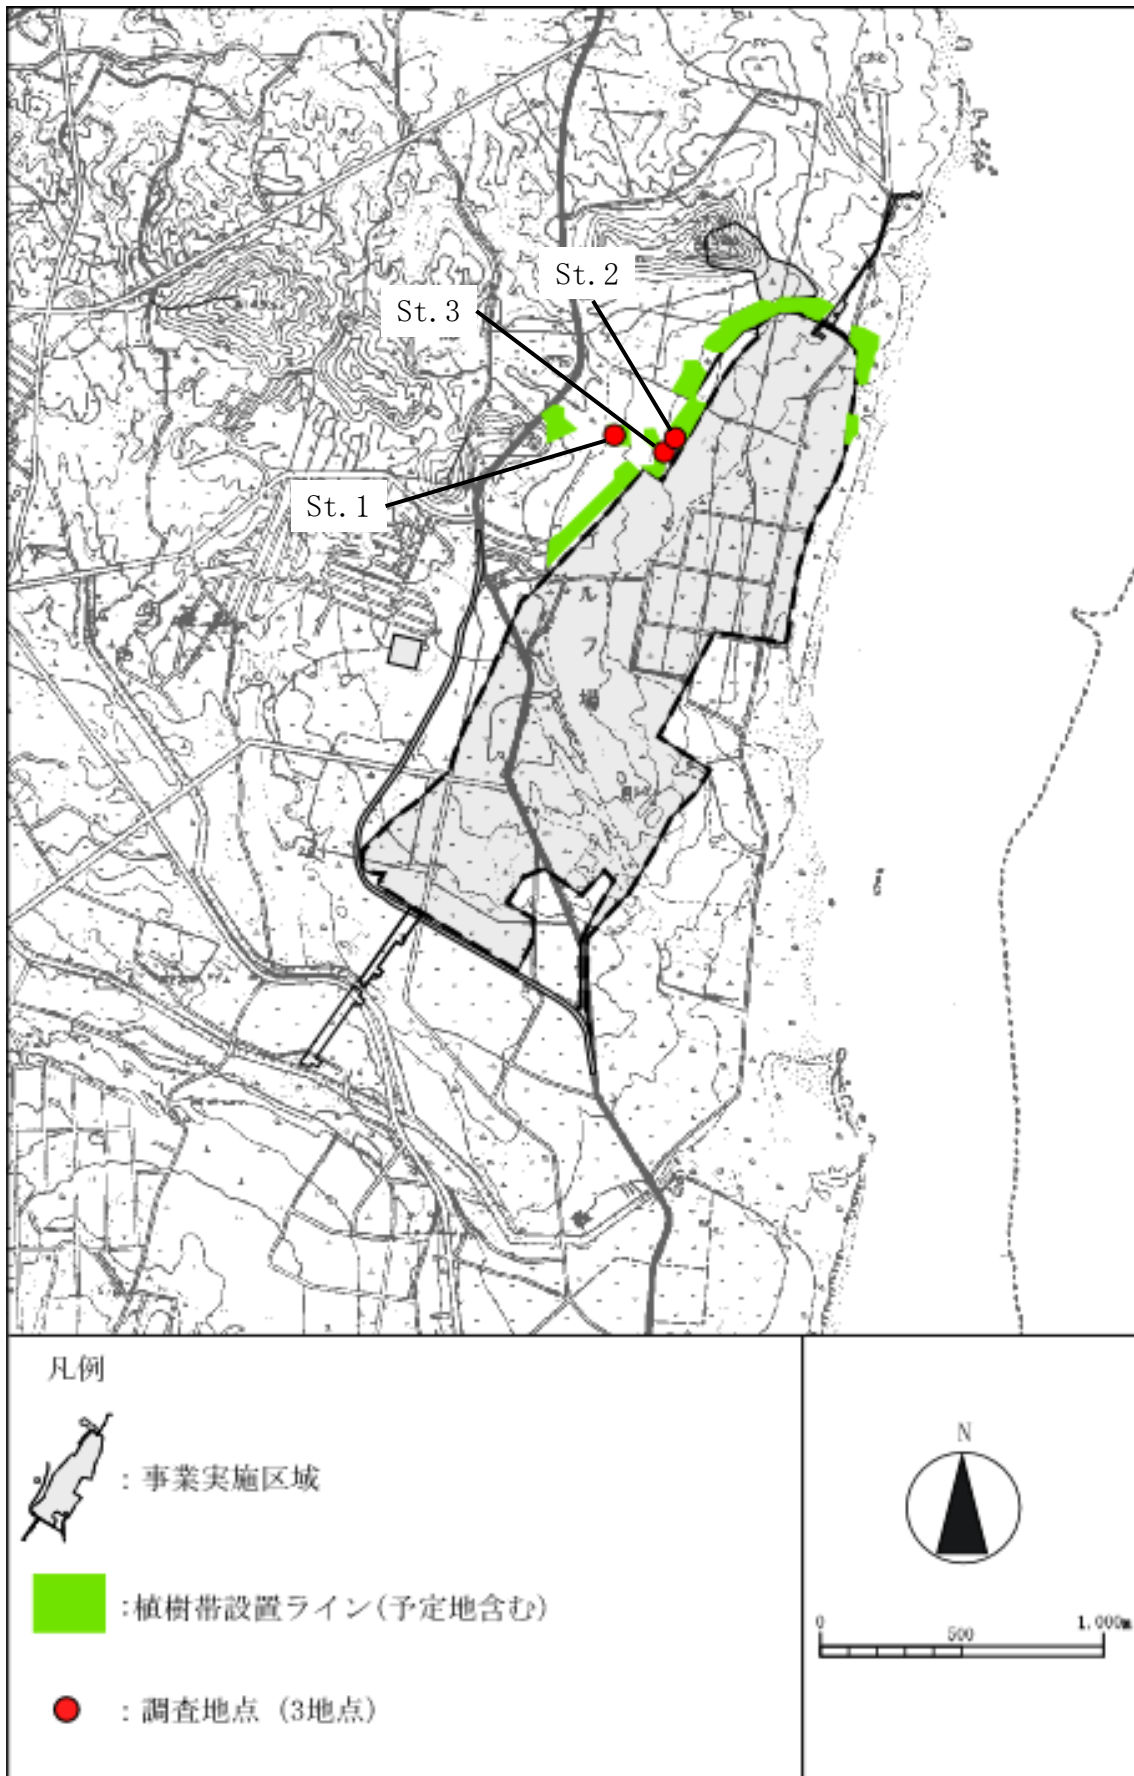 St.2
St.3
St.1
ル
フ
場
凡例
：事業実施区域
：植樹帯設置ライン(予定地含む)
：調査地点（3地点）
N
0 500 1,000m